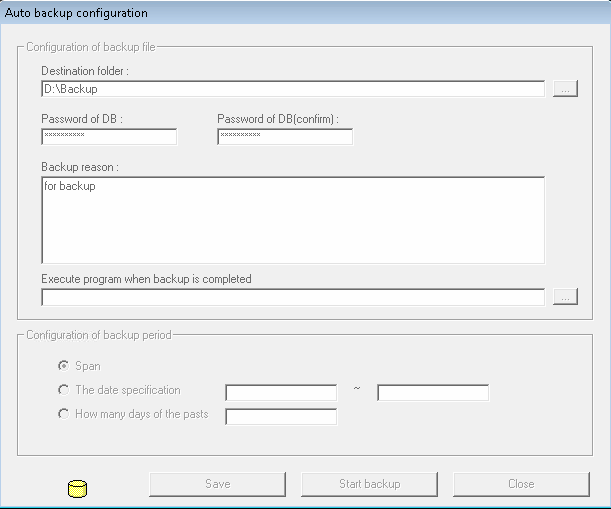 Auto backup configuration
Configuration of backup file
Destination folder :
D:\Backup
...
Password of DB :
Password of DB(confirm) :
**********
**********
Backup reason :
for backup
Execute program when backup is completed
...
Configuration of backup period
Span
The date specification
~
How many days of the pasts
Save
Start backup
Close